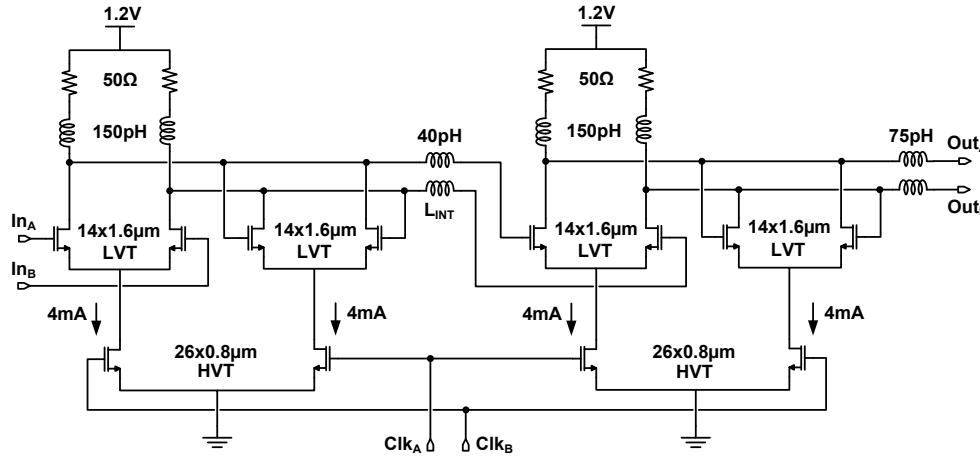 1.2V
1.2V
50Ω
50Ω
150pH
150pH
40pH
75pH
Out
Out
L_INT
In_A
In_B
14x1.6µm
LVT
14x1.6µm
LVT
14x1.6µm
LVT
14x1.6µm
LVT
4mA
4mA
4mA
4mA
26x0.8µm
HVT
26x0.8µm
HVT
Clk_A
Clk_B